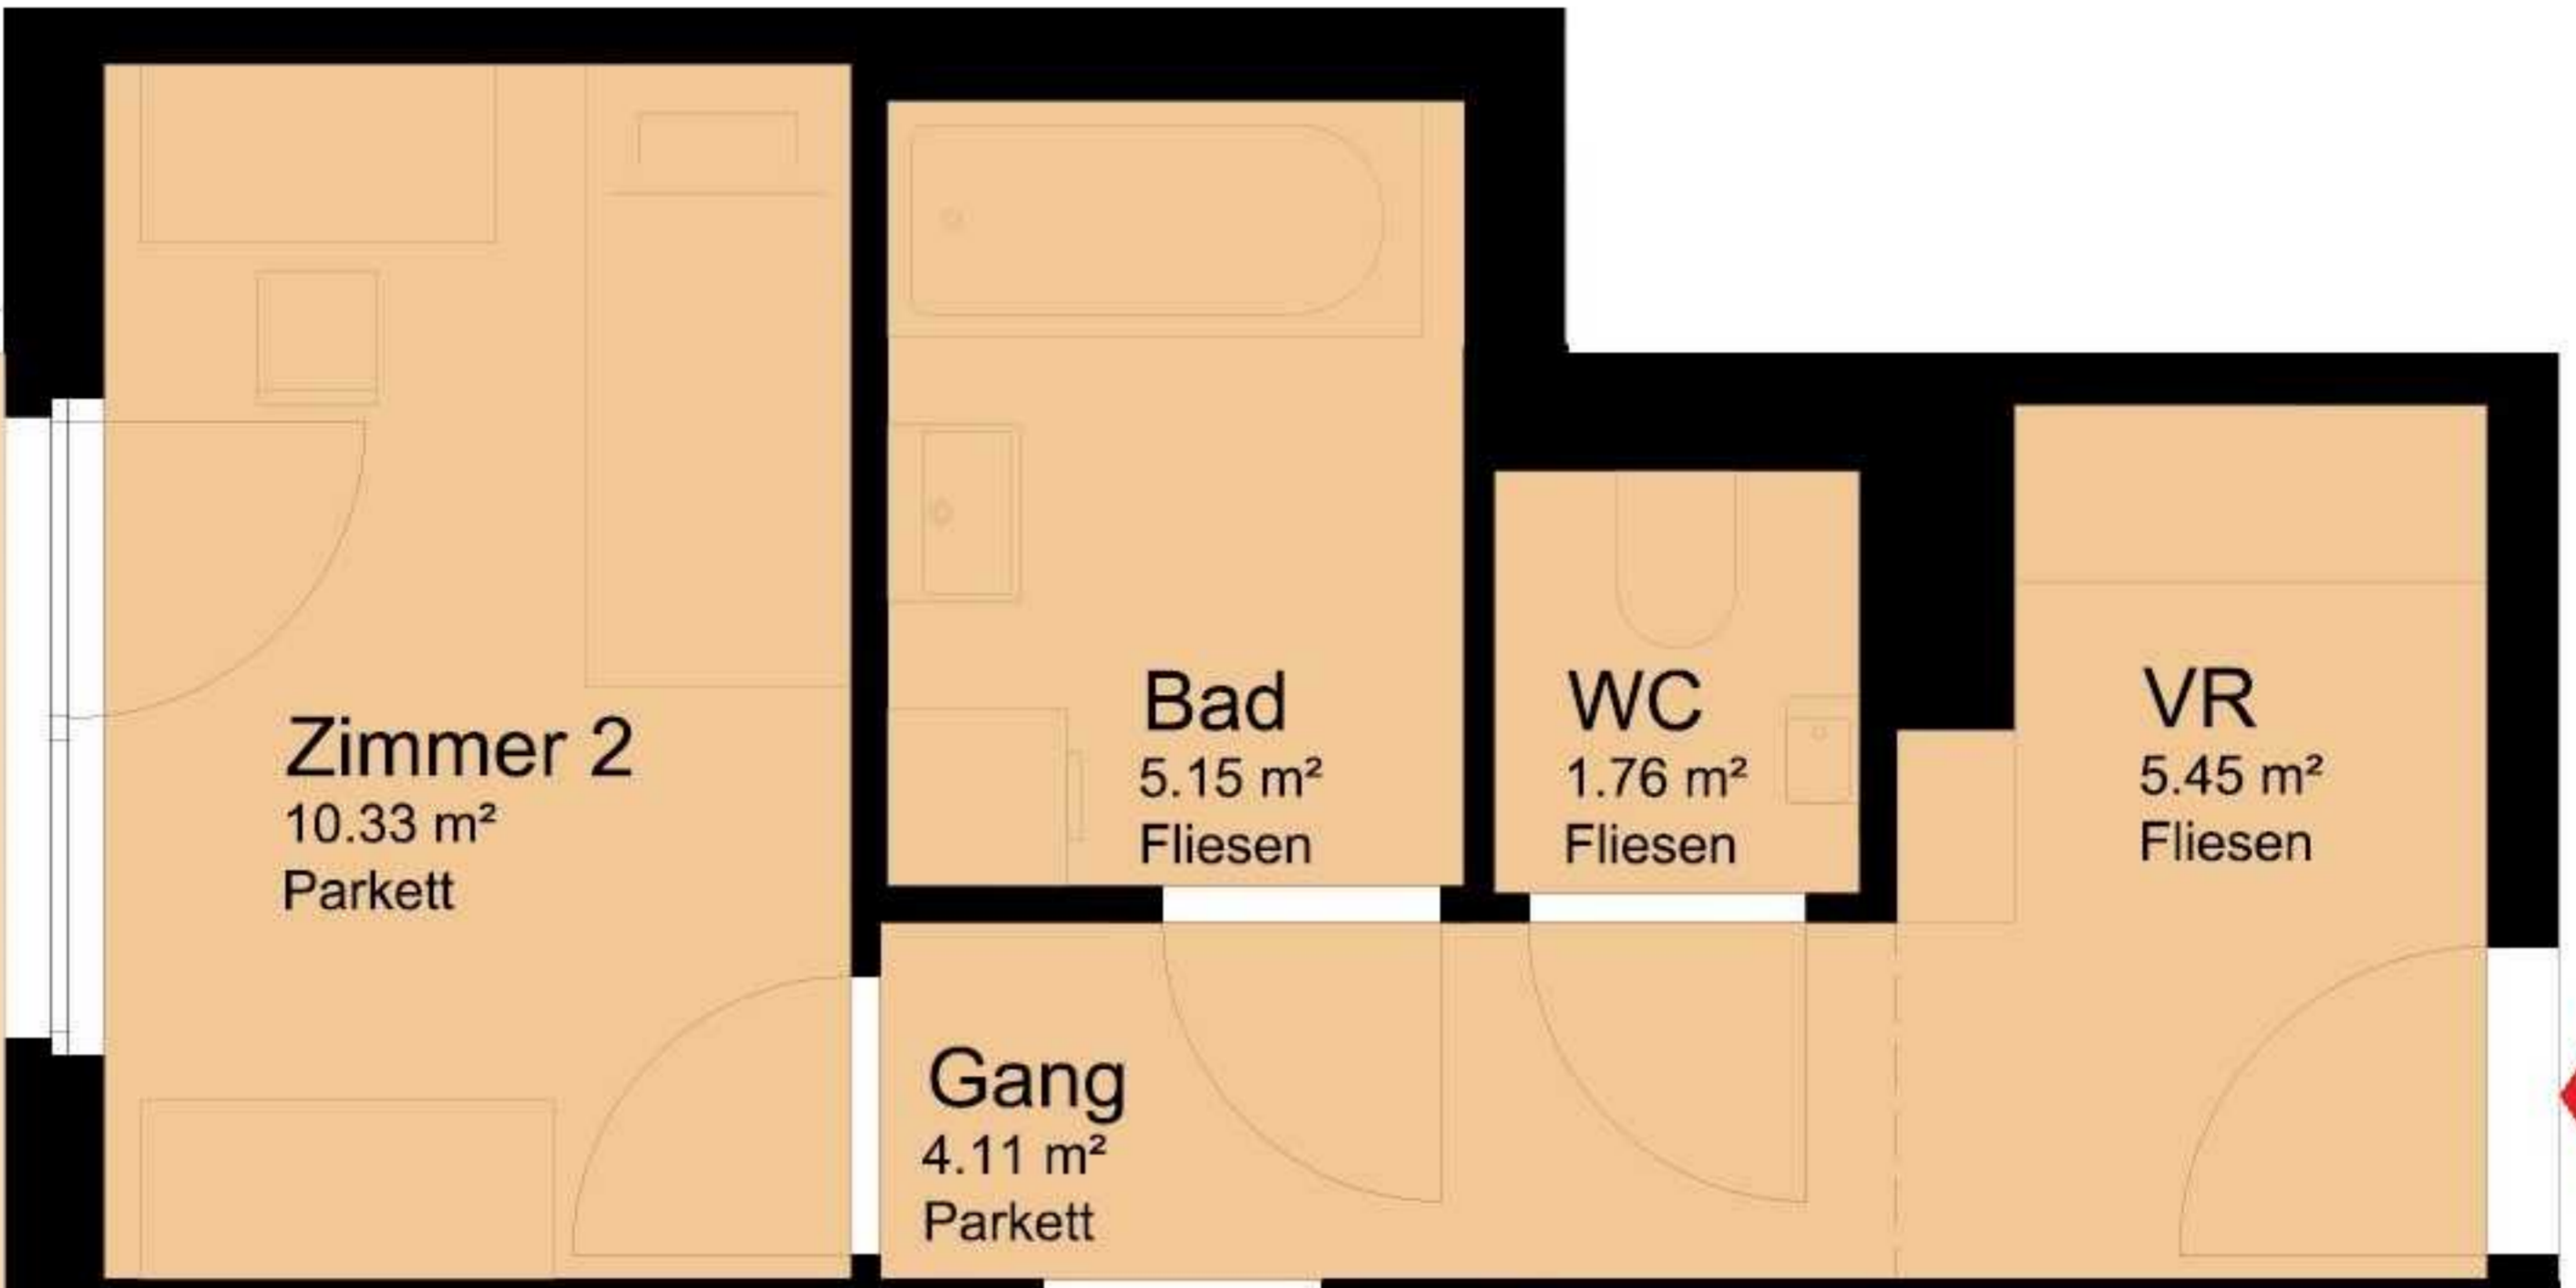 Zimmer 2
10.33 m²
Parkett
Bad
5.15 m²
Fliesen
WC
1.76 m²
Fliesen
VR
5.45 m²
Fliesen
Gang
4.11 m²
Parkett